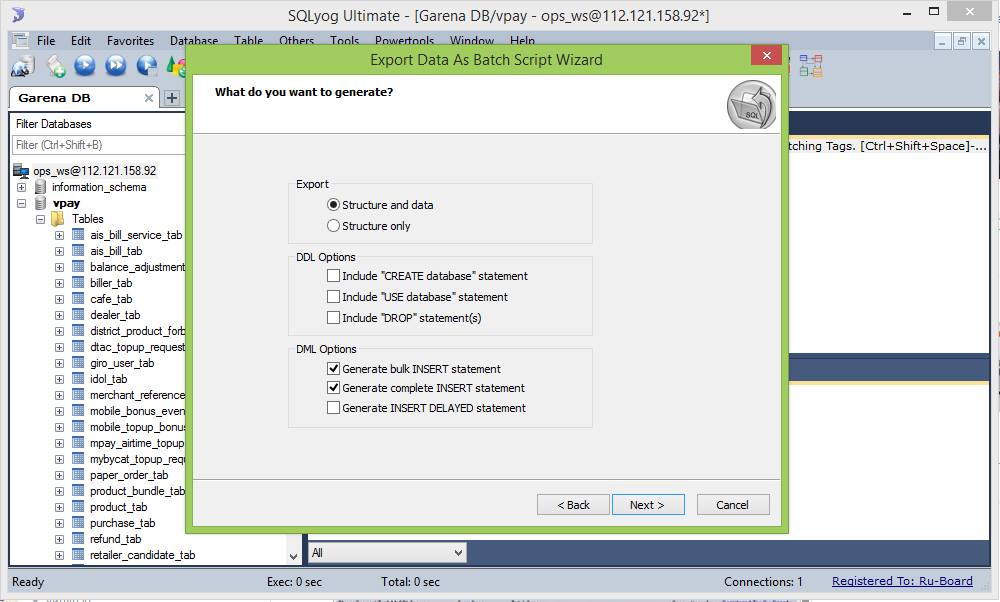 SQLyog Ultimate - [Garena DB/vpay - ops_ws@112.121.158.92*]
File Edit Favorites Database Table Others Tools Powertools Window Help
Export Data As Batch Script Wizard
Garena DB
What do you want to generate?
SQL
Filter Databases
Filter (Ctrl+Shift+B)
tching Tags. [Ctrl+Shift+Space]-...
ops_ws@112.121.158.92
information_schema
vpay
Tables
ais_bill_service_tab
ais_bill_tab
balance_adjustment
biller_tab
cafe_tab
dealer_tab
district_product_forb
dtac_topup_request
giro_user_tab
idol_tab
merchant_reference
mobile_bonus_even
mobile_topup_bonus
mpay_airtime_topup
mybycat_topup_requ
paper_order_tab
product_bundle_tab
product_tab
purchase_tab
refund_tab
retailer_candidate_tab
Export
Structure and data
Structure only
DDL Options
Include "CREATE database" statement
Include "USE database" statement
Include "DROP" statement(s)
DML Options
Generate bulk INSERT statement
Generate complete INSERT statement
Generate INSERT DELAYED statement
< Back Next > Cancel
All
Ready Exec: 0 sec Total: 0 sec Connections: 1 Registered To: Ru-Board